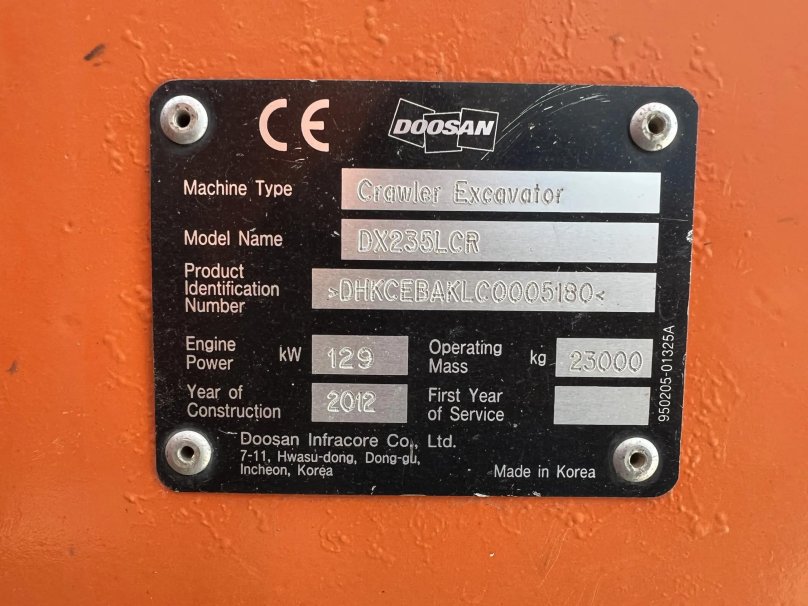 CE DOOSAN
Machine Type Crawler Excavator
Model Name DX235LCR
Product
Identification >DHKCEBAKLC0005180<
Number
Engine Operating
Power kW 129 Mass kg 23000
Year of First Year
Construction 2012 of Service
Doosan Infracore Co., Ltd.
7-11, Hwasu-dong, Dong-gu,
Incheon, Korea Made in Korea
950205-01325A